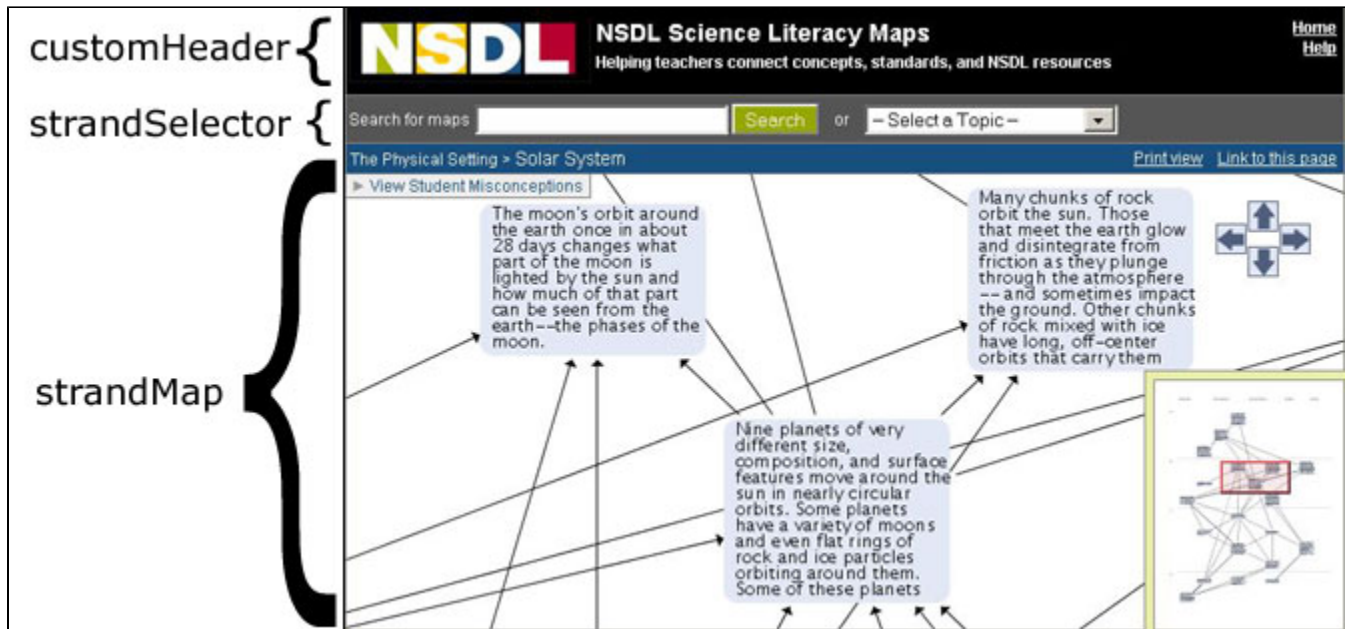 customHeader
strandSelector
strandMap
NSDL
NSDL Science Literacy Maps
Helping teachers connect concepts, standards, and NSDL resources
Home
Help
Search for maps
Search
or
– Select a Topic –
The Physical Setting > Solar System
Print view
Link to this page
View Student Misconceptions
The moon's orbit around
the earth once in about
28 days changes what
part of the moon is
lighted by the sun and
how much of that part
can be seen from the
earth--the phases of the
moon.
Many chunks of rock
orbit the sun. Those
that meet the earth glow
and disintegrate from
friction as they plunge
through the atmosphere
-- and sometimes impact
the ground. Other chunks
of rock mixed with ice
have long, off-center
orbits that carry them
Nine planets of very
different size,
composition, and surface
features move around the
sun in nearly circular
orbits. Some planets
have a variety of moons
and even flat rings of
rock and ice particles
orbiting around them.
Some of these planets